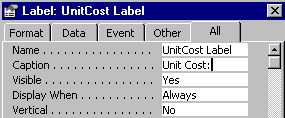 Label: UnitCost Label
Format Data Event Other All
Name . . . . . . . . . . . . . . UnitCost Label
Caption . . . . . . . . . . . . Unit Cost:
Visible . . . . . . . . . . . . . Yes
Display When . . . . . . . . Always
Vertical . . . . . . . . . . . . No